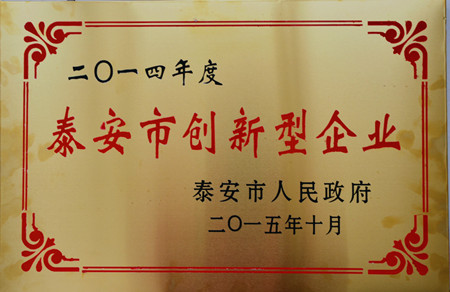 二〇一四年度
泰安市创新型企业
泰安市人民政府
二〇一五年十月